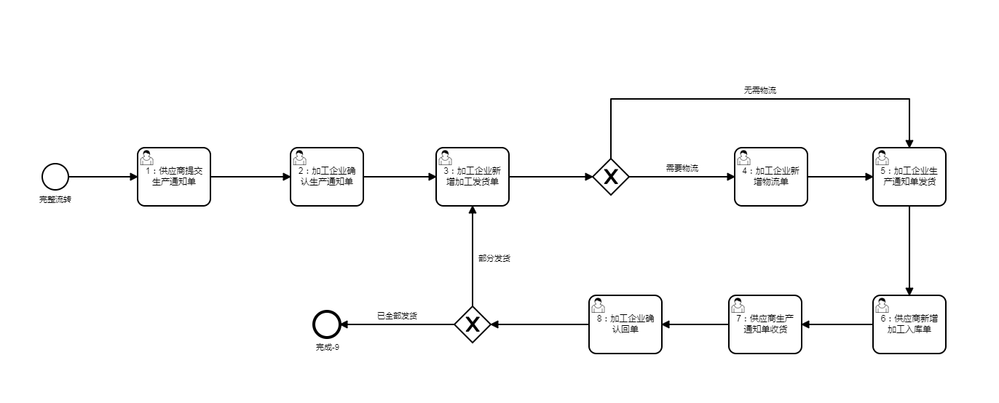 无需物流
1：供应商提交
生产通知单
2：加工企业确
认生产通知单
3：加工企业新
增加工发货单
需要物流
4：加工企业新
增物流单
5：加工企业生
产通知单发货
完整流转
部分发货
已全部发货
8：加工企业确
认回单
7：供应商生产
通知单收货
6：供应商新增
加工入库单
完成-9